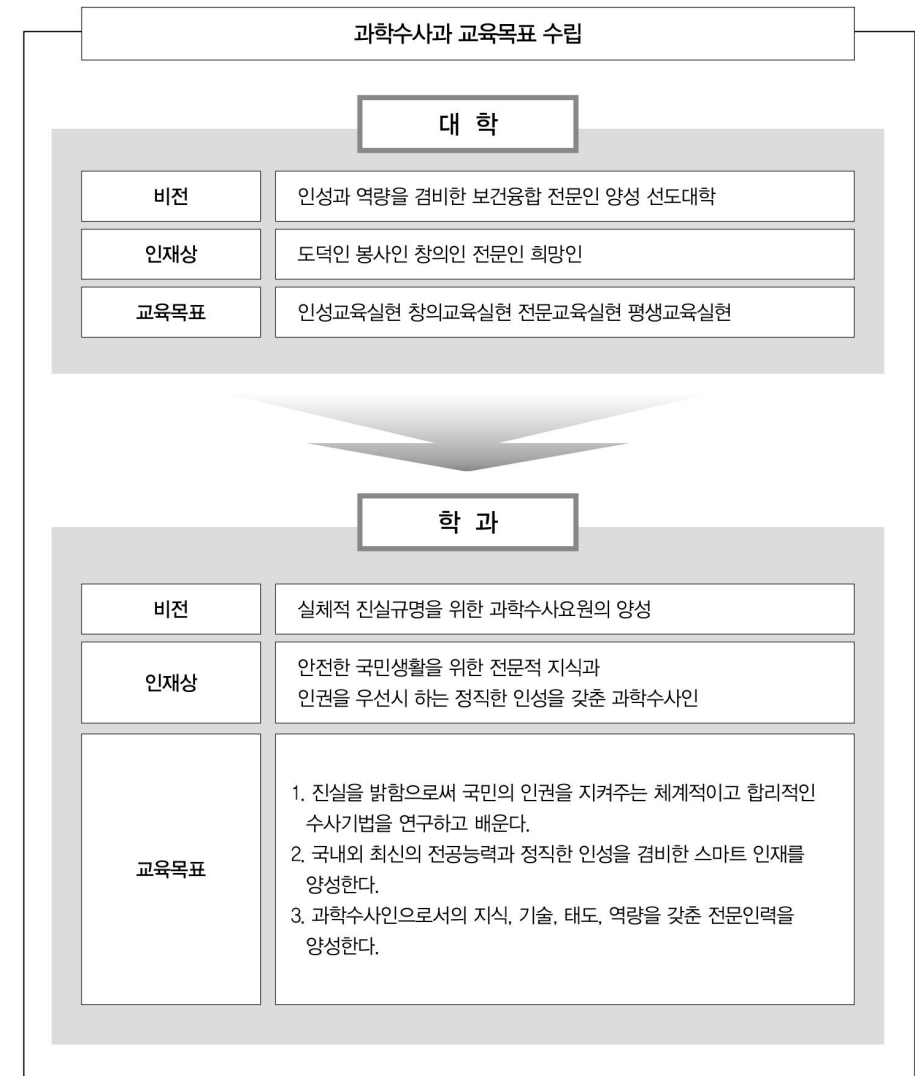 과학수사과 교육목표 수립
대 학
비전
인성과 역량을 겸비한 보건융합 전문인 양성 선도대학
인재상
도덕인 봉사인 창의인 전문인 희망인
교육목표
인성교육실현 창의교육실현 전문교육실현 평생교육실현
학 과
비전
실체적 진실규명을 위한 과학수사요원의 양성
인재상
안전한 국민생활을 위한 전문적 지식과
인권을 우선시 하는 정직한 인성을 갖춘 과학수사인
교육목표
1. 진실을 밝힘으로써 국민의 인권을 지켜주는 체계적이고 합리적인
수사기법을 연구하고 배운다.
2. 국내외 최신의 전공능력과 정직한 인성을 겸비한 스마트 인재를
양성한다.
3. 과학수사인으로서의 지식, 기술, 태도, 역량을 갖춘 전문인력을
양성한다.